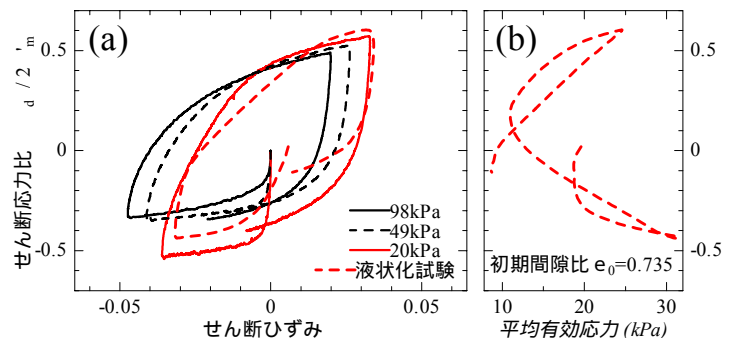 (a)
(b)
せん断応力比 d / 2 'm
0.5
0
-0.5
98kPa
49kPa
20kPa
液状化試験
-0.05
0
0.05
せん断ひずみ
0.5
0
-0.5
初期間隙比 e0=0.735
10
20
30
平均有効応力 (kPa)